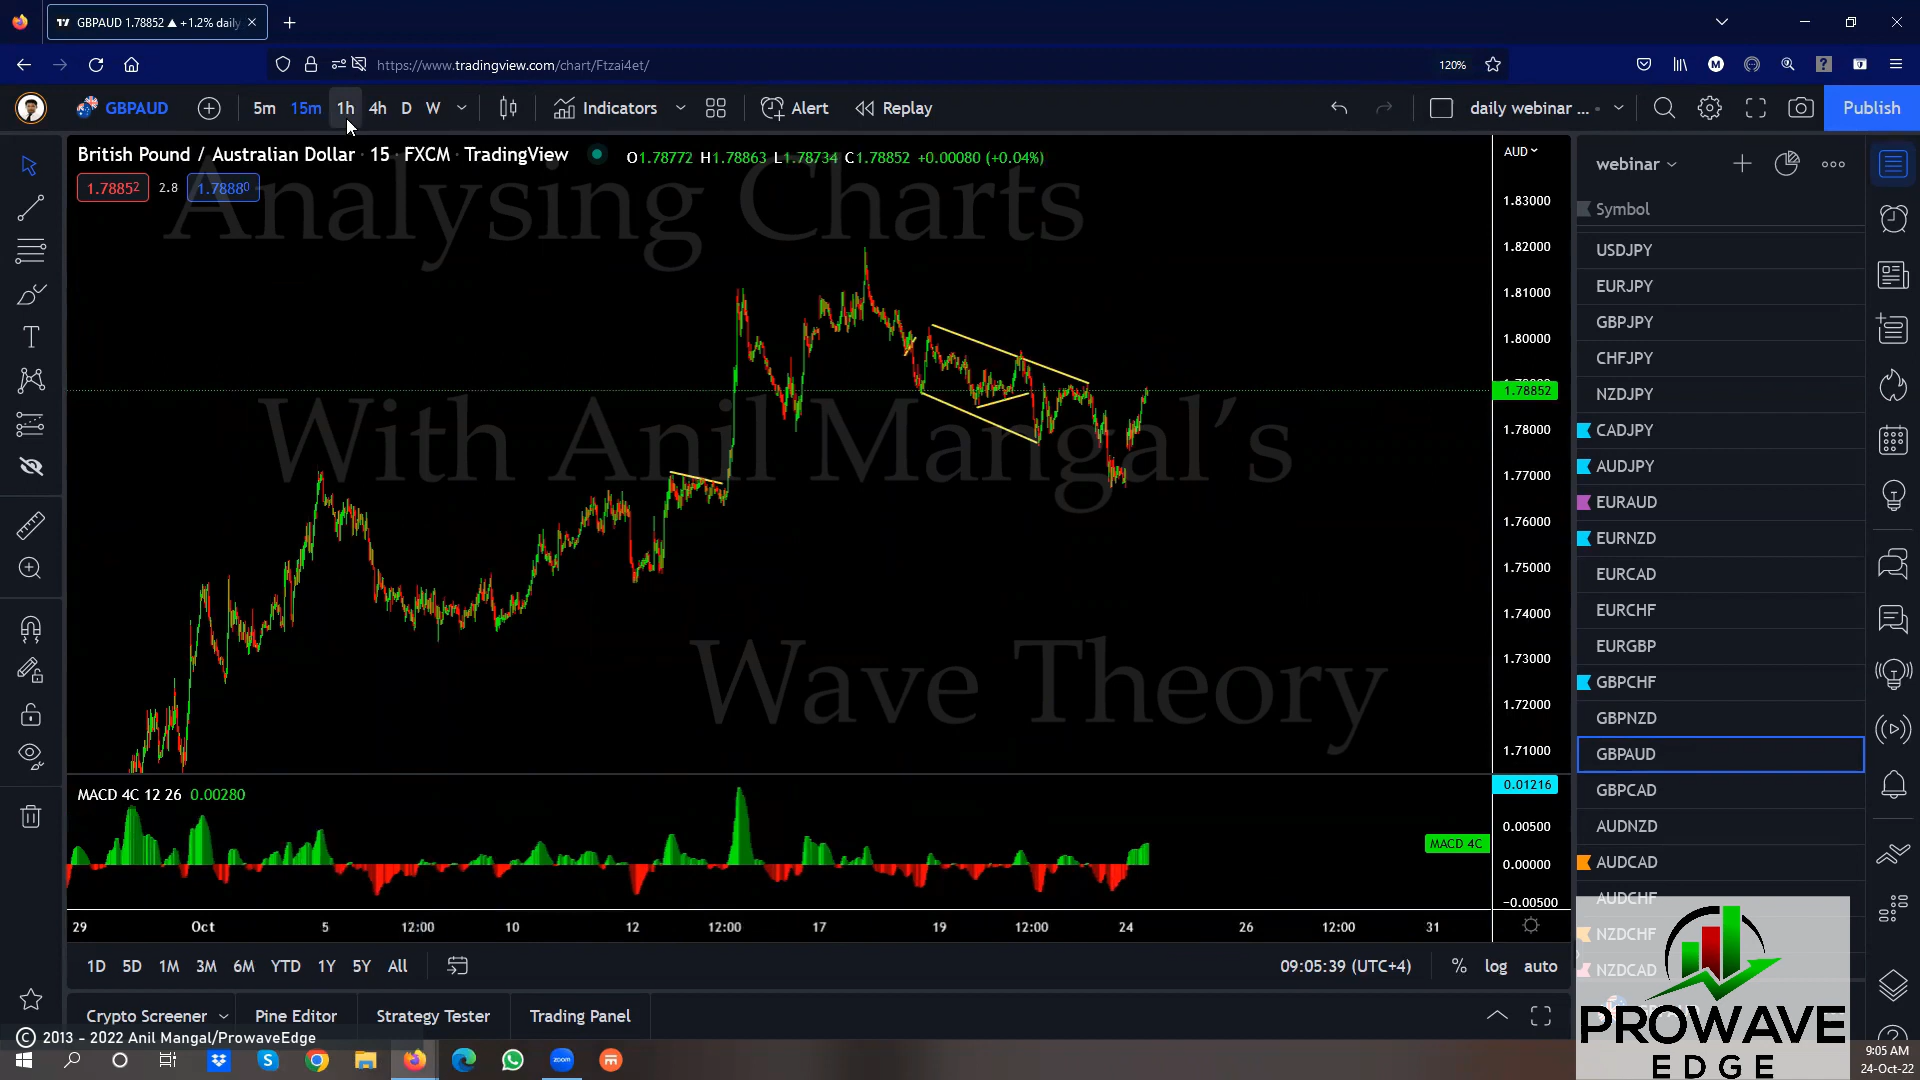 GBPAUD 1.78852 ▲ +1.2% daily
https://www.tradingview.com/chart/Ftzai4et/
120%
GBPAUD
5m 15m 1h 4h D W
Indicators
Alert
Replay
daily webinar ...
Publish
British Pound / Australian Dollar · 15 · FXCM · TradingView
O1.78772 H1.78863 L1.78734 C1.78852 +0.00080 (+0.04%)
1.78852 2.8 1.78880
Analysing Charts
With Anil Mangal's
Wave Theory
AUD
1.83000
1.82000
1.81000
1.80000
1.78852
1.78000
1.77000
1.76000
1.75000
1.74000
1.73000
1.72000
1.71000
MACD 4C 12 26 0.00280
0.01216
0.00500
MACD 4C
0.00000
−0.00500
29 Oct 5 12:00 10 12 12:00 17 19 12:00 24 26 12:00 31
1D 5D 1M 3M 6M YTD 1Y 5Y All
09:05:39 (UTC+4)
% log auto
Crypto Screener
Pine Editor
Strategy Tester
Trading Panel
webinar
Symbol
USDJPY
EURJPY
GBPJPY
CHFJPY
NZDJPY
CADJPY
AUDJPY
EURAUD
EURNZD
EURCAD
EURCHF
EURGBP
GBPCHF
GBPNZD
GBPAUD
GBPCAD
AUDNZD
AUDCAD
AUDCHF
NZDCHF
NZDCAD
PROWAVE
EDGE
© 2013 - 2022 Anil Mangal/ProwaveEdge
zoom
9:05 AM
24-Oct-22